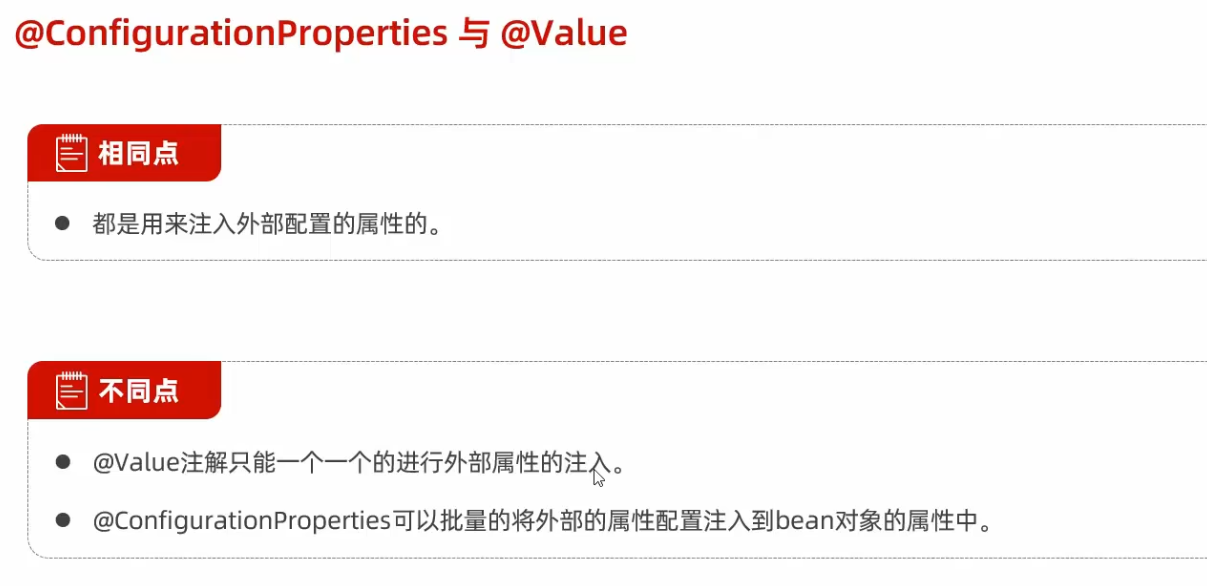 @ConfigurationProperties 与 @Value
相同点
都是用来注入外部配置的属性的。
不同点
@Value注解只能一个一个的进行外部属性的注入。
@ConfigurationProperties可以批量的将外部的属性配置注入到bean对象的属性中。